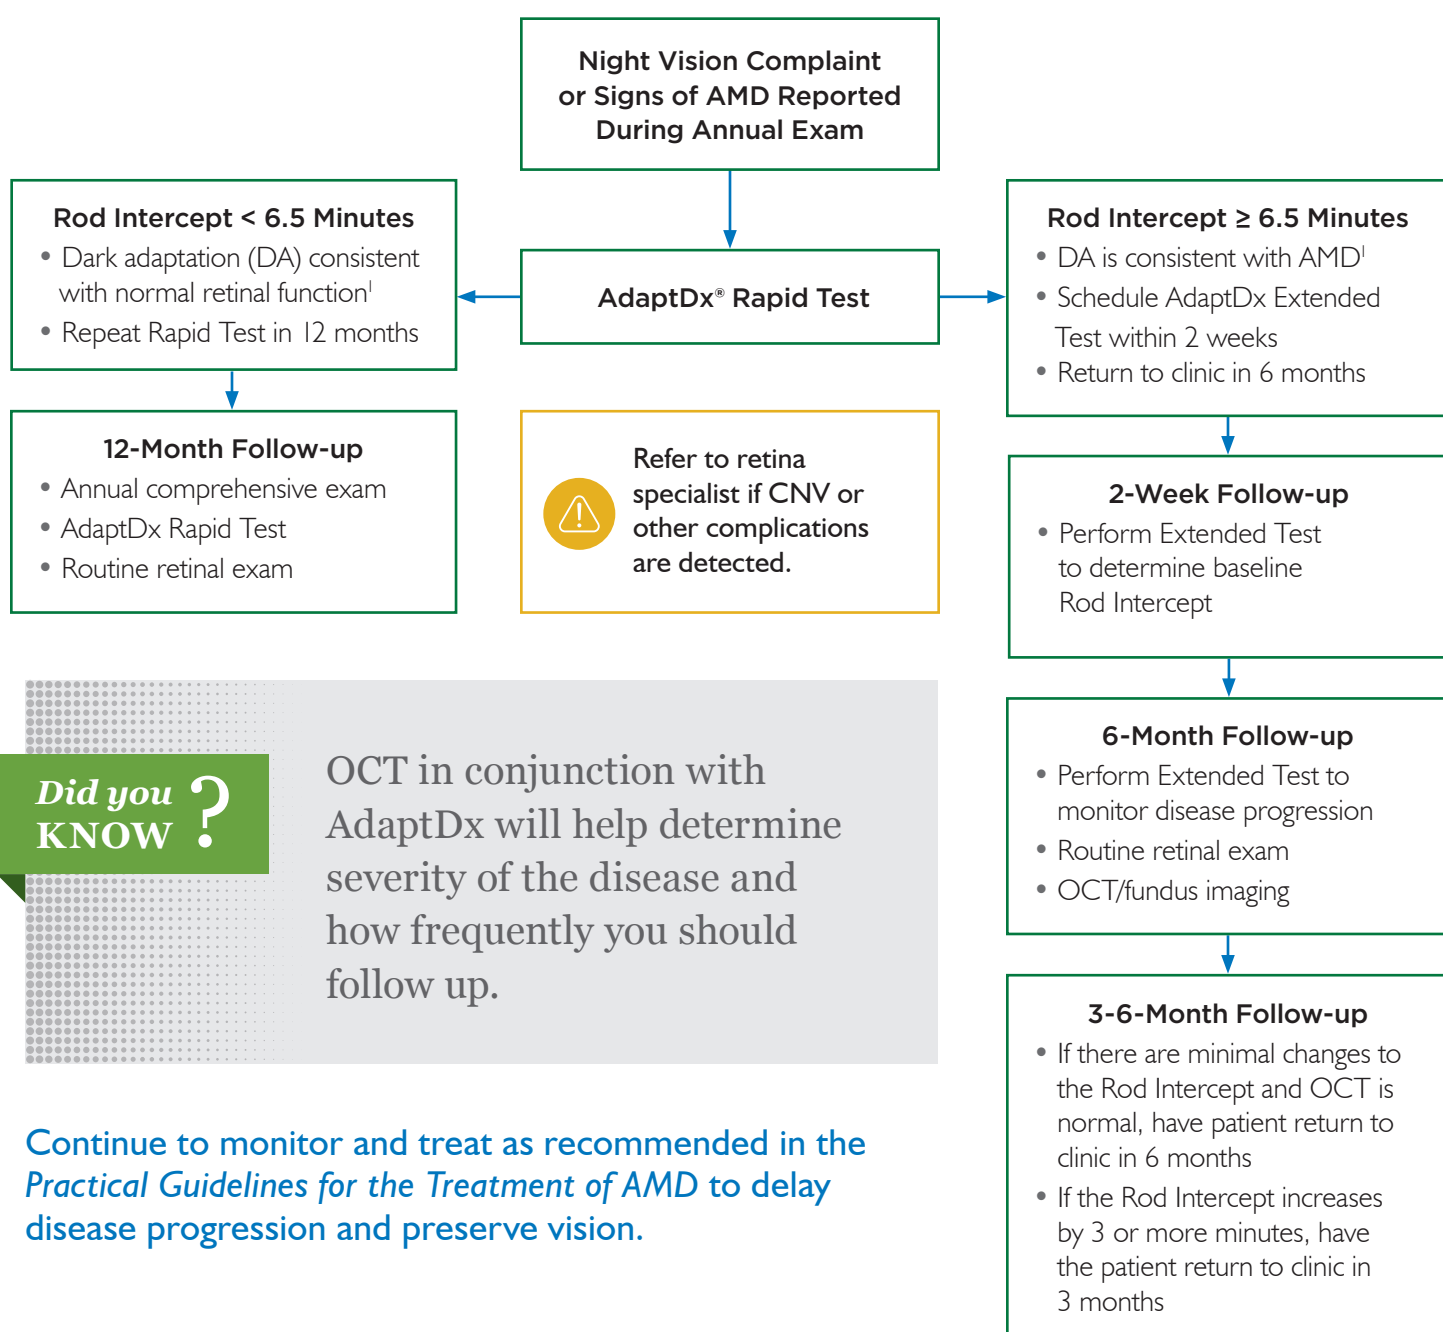 Night Vision Complaint
or Signs of AMD Reported
During Annual Exam
Rod Intercept < 6.5 Minutes
• Dark adaptation (DA) consistent
with normal retinal function¹
• Repeat Rapid Test in 12 months
AdaptDx® Rapid Test
Rod Intercept ≥ 6.5 Minutes
• DA is consistent with AMD¹
• Schedule AdaptDx Extended
Test within 2 weeks
• Return to clinic in 6 months
12-Month Follow-up
• Annual comprehensive exam
• AdaptDx Rapid Test
• Routine retinal exam
Refer to retina
specialist if CNV or
other complications
are detected.
2-Week Follow-up
• Perform Extended Test
to determine baseline
Rod Intercept
6-Month Follow-up
• Perform Extended Test to
monitor disease progression
• Routine retinal exam
• OCT/fundus imaging
3-6-Month Follow-up
• If there are minimal changes to
the Rod Intercept and OCT is
normal, have patient return to
clinic in 6 months
• If the Rod Intercept increases
by 3 or more minutes, have
the patient return to clinic in
3 months
Did you
KNOW ?
OCT in conjunction with
AdaptDx will help determine
severity of the disease and
how frequently you should
follow up.
Continue to monitor and treat as recommended in the
Practical Guidelines for the Treatment of AMD to delay
disease progression and preserve vision.